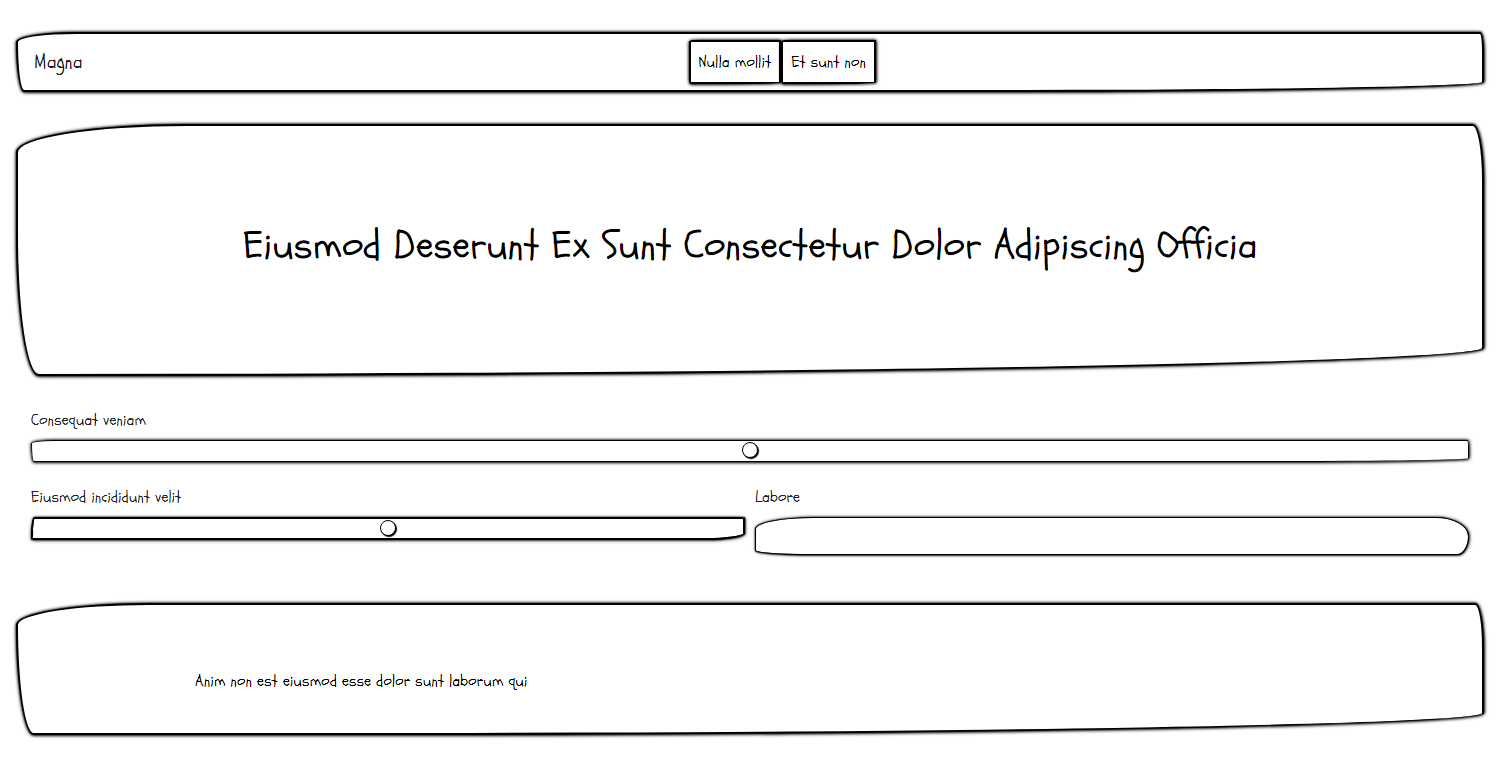 Magna
Nulla mollit
Et sunt non
Eiusmod Deserunt Ex Sunt Consectetur Dolor Adipiscing Officia
Consequat veniam
Eiusmod incididunt velit
Labore
Anim non est eiusmod esse dolor sunt laborum qui